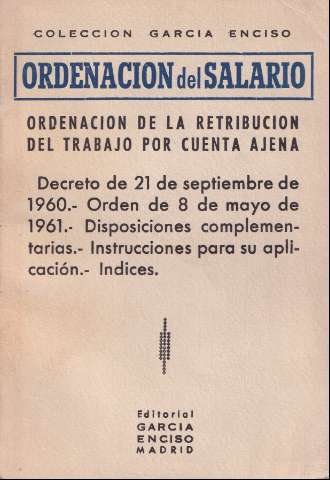 COLECCION GARCIA ENCISO
ORDENACION del SALARIO
ORDENACION DE LA RETRIBUCION
DEL TRABAJO POR CUENTA AJENA
Decreto de 21 de septiembre de
1960.- Orden de 8 de mayo de
1961.- Disposiciones complemen-
tarias.- Instrucciones para su apli-
cación.- Indices.
Editorial
GARCIA
ENCISO
MADRID